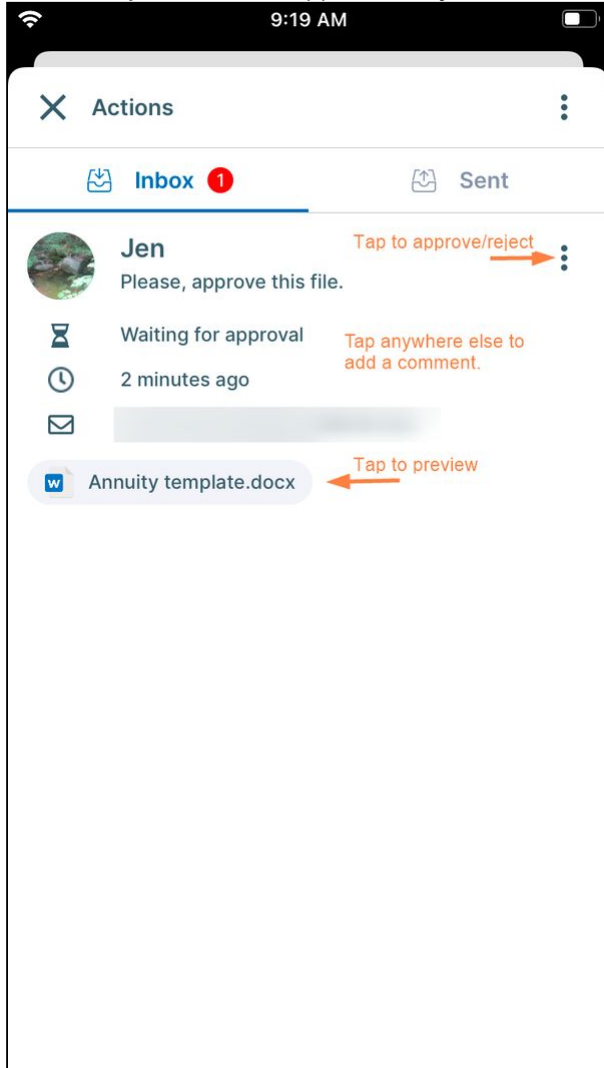 9:19 AM
Actions
Inbox 1
Sent
Jen
Tap to approve/reject
Please, approve this file.
Waiting for approval
Tap anywhere else to
add a comment.
2 minutes ago
Tap to preview
Annuity template.docx